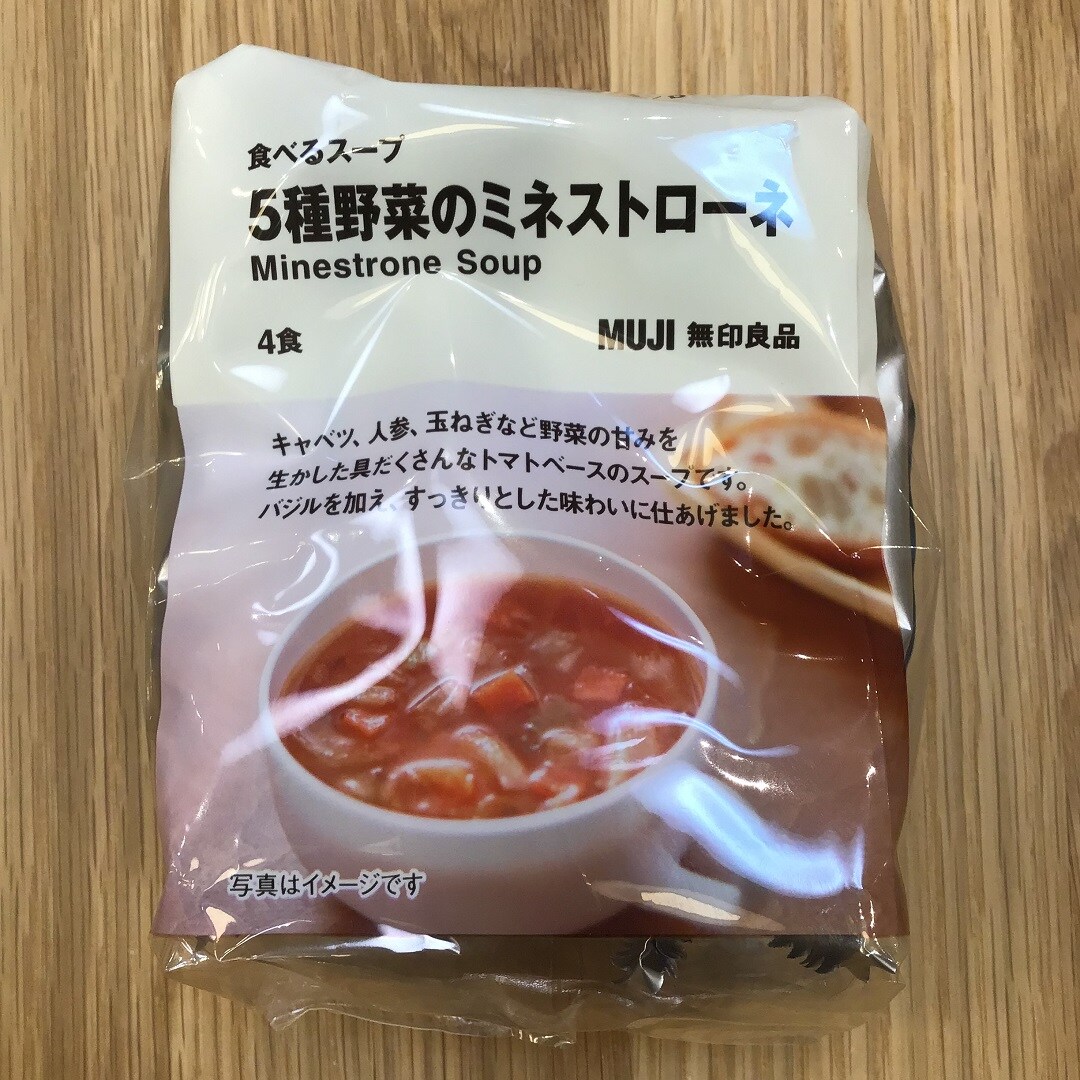 食べるスープ
5種野菜のミネストローネ
Minestrone Soup
4食
MUJI 無印良品
キャベツ、人参、玉ねぎなど野菜の甘みを
生かした具だくさんなトマトベースのスープです。
バジルを加え、すっきりとした味わいに仕あげました。
写真はイメージです